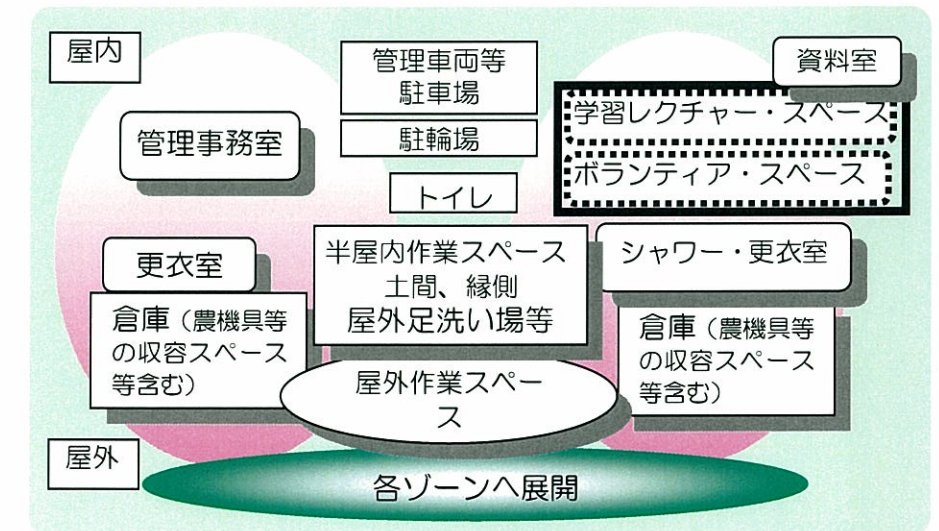 屋内
管理車両等
駐車場
駐輪場
資料室
学習レクチャー・スペース
ボランティア・スペース
管理事務室
トイレ
更衣室
半屋内作業スペース
土間、縁側
屋外足洗い場等
シャワー・更衣室
倉庫（農機具等
の収容スペース
等含む）
屋外作業スペー
ス
倉庫（農機具等
の収容スペース
等含む）
屋外
各ゾーンへ展開